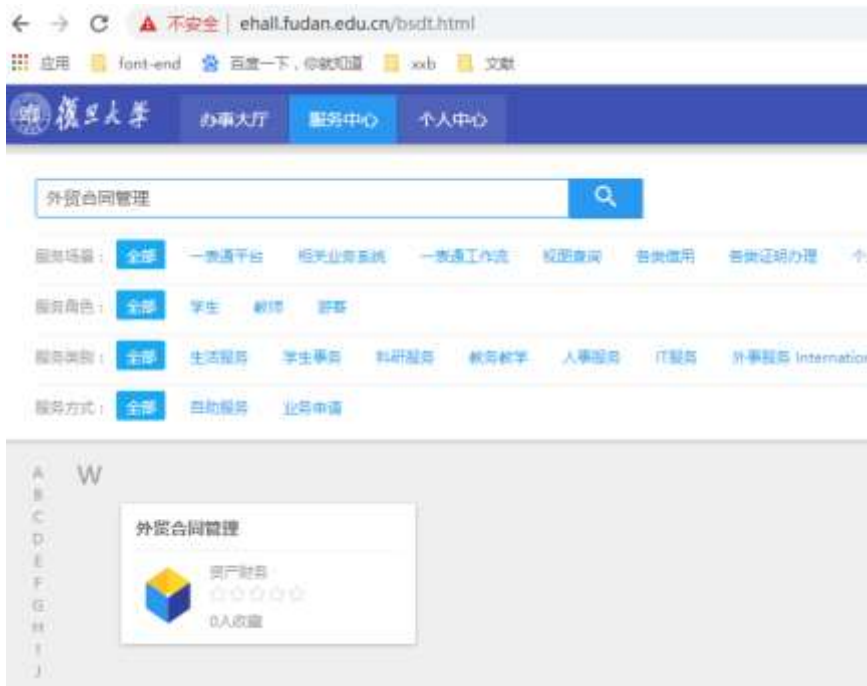 不安全 | ehall.fudan.edu.cn/bsdt.html
应用 font-end 百度一下，你就知道 xxb 文献
復旦大学 办事大厅 服务中心 个人中心
外贸合同管理
服务场景： 全部 一表通平台 相关业务系统 一表通工作流 视图查询 各类借用 各类证明办理 个
服务角色： 全部 学生 教师
服务类别： 全部 生活服务 学生事务 科研服务 教务教学 人事服务 IT服务 外事服务 Internation
服务方式： 全部 自助服务 业务申请
W
A
B
C
D
E
F
G
H
I
J
外贸合同管理
资产财务
0人收藏